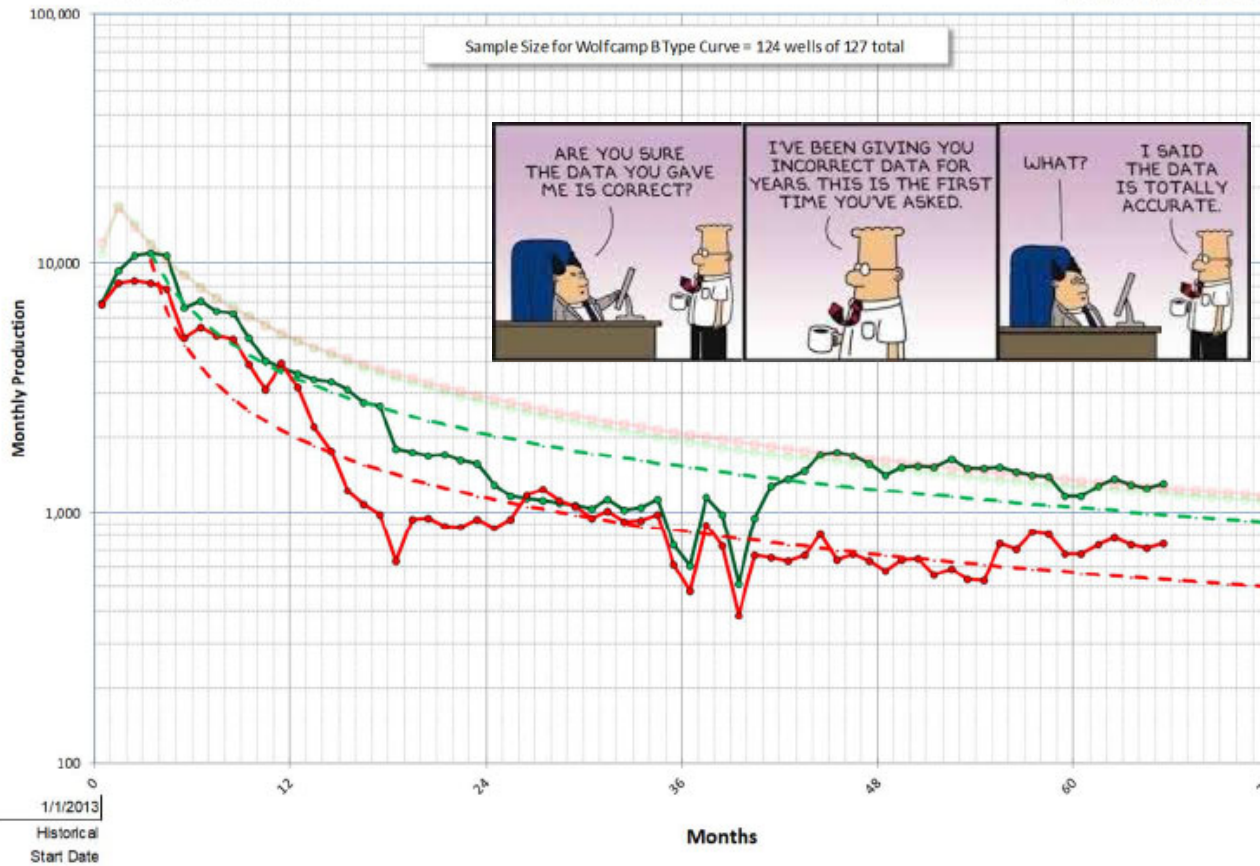 100,000
Sample Size for Wolfcamp B Type Curve = 124 wells of 127 total
ARE YOU SURE
THE DATA YOU GAVE
ME IS CORRECT?
I'VE BEEN GIVING YOU
INCORRECT DATA FOR
YEARS. THIS IS THE FIRST
TIME YOU'VE ASKED.
WHAT?
I SAID
THE DATA
IS TOTALLY
ACCURATE.
10,000
Monthly Production
1,000
100
0
12
24
36
48
60
1/1/2013
Historical
Start Date
Months